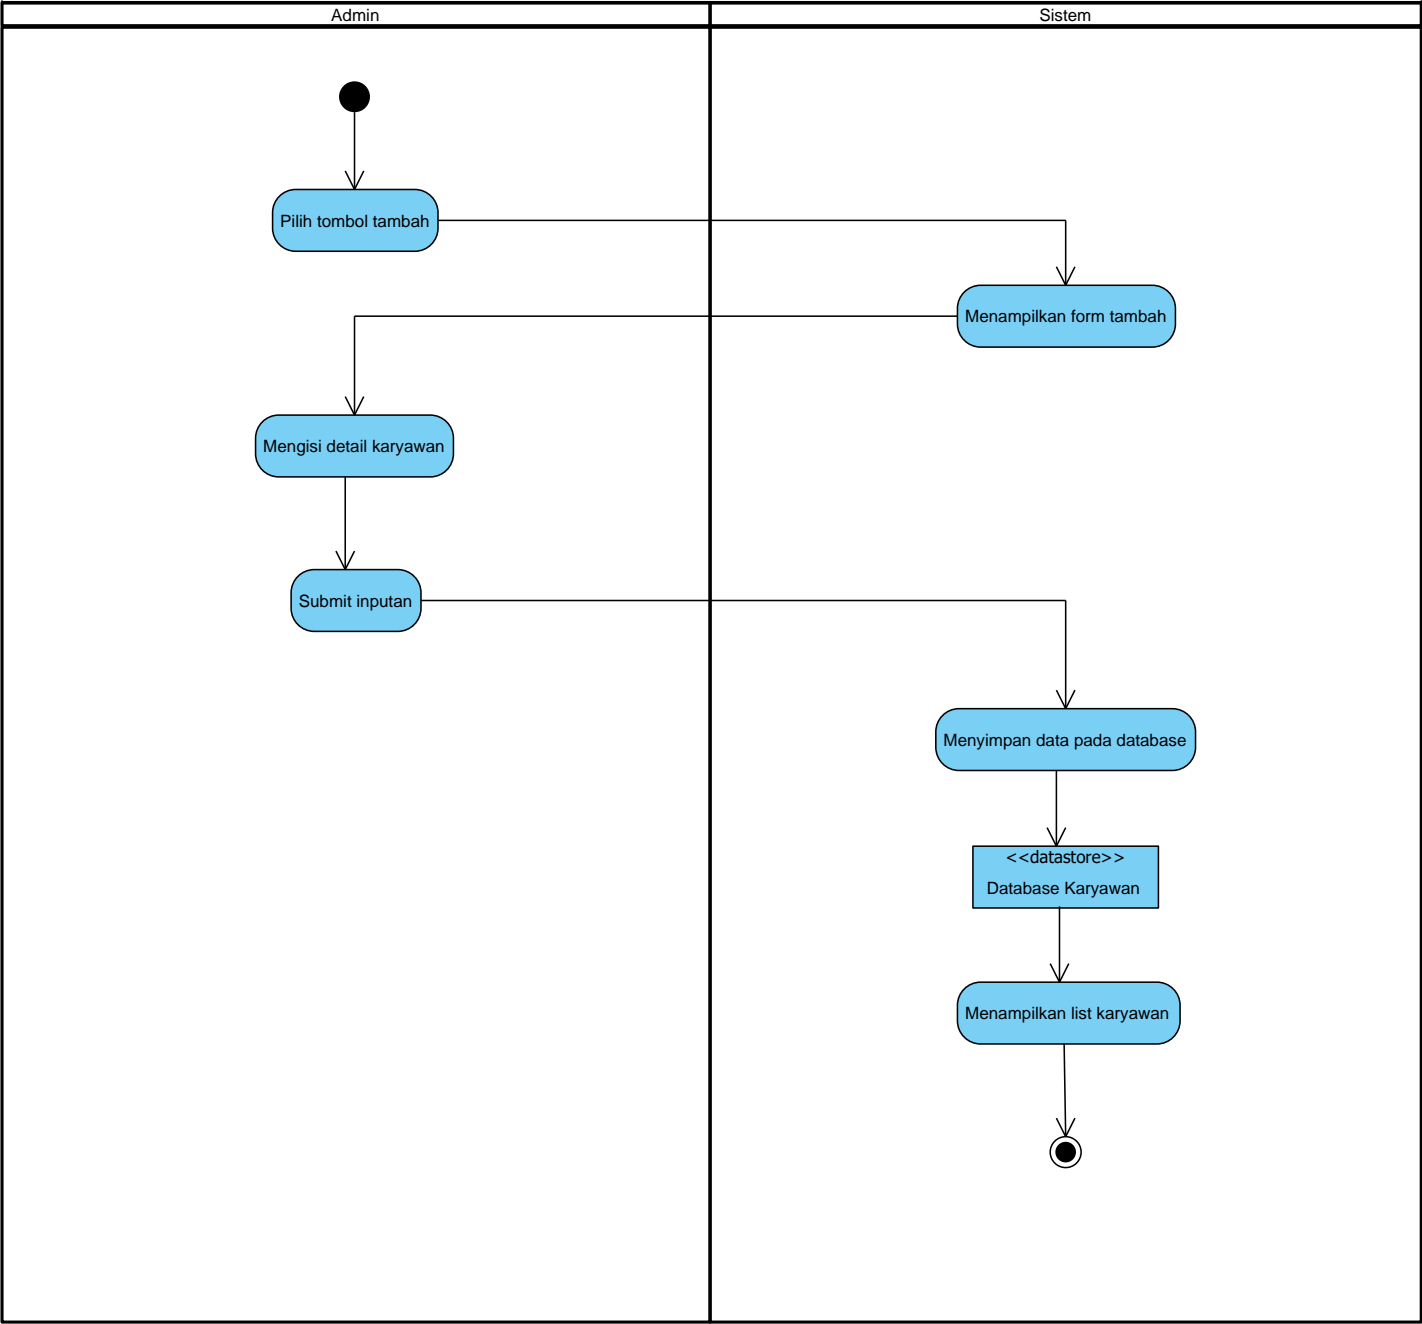 Admin
Sistem
Pilih tombol tambah
Menampilkan form tambah
Mengisi detail karyawan
Submit inputan
Menyimpan data pada database
<<datastore>>
Database Karyawan
Menampilkan list karyawan